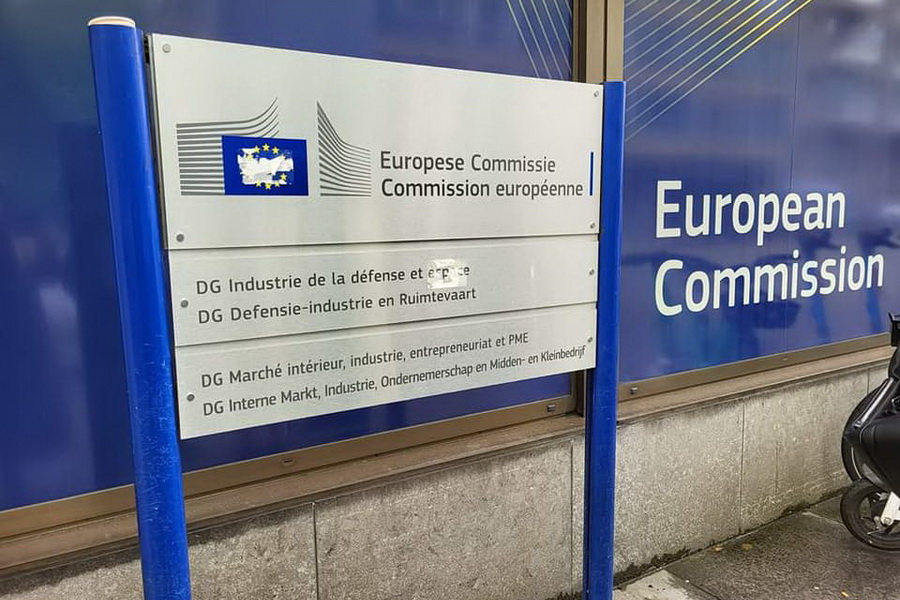 Europese Commissie
Commission européenne
DG Industrie de la défense et espace
DG Defensie-industrie en Ruimtevaart
DG Marché intérieur, industrie, entrepreneuriat et PME
DG Interne Markt, Industrie, Ondernemerschap en Midden- en Kleinbedrijf
European
Commission